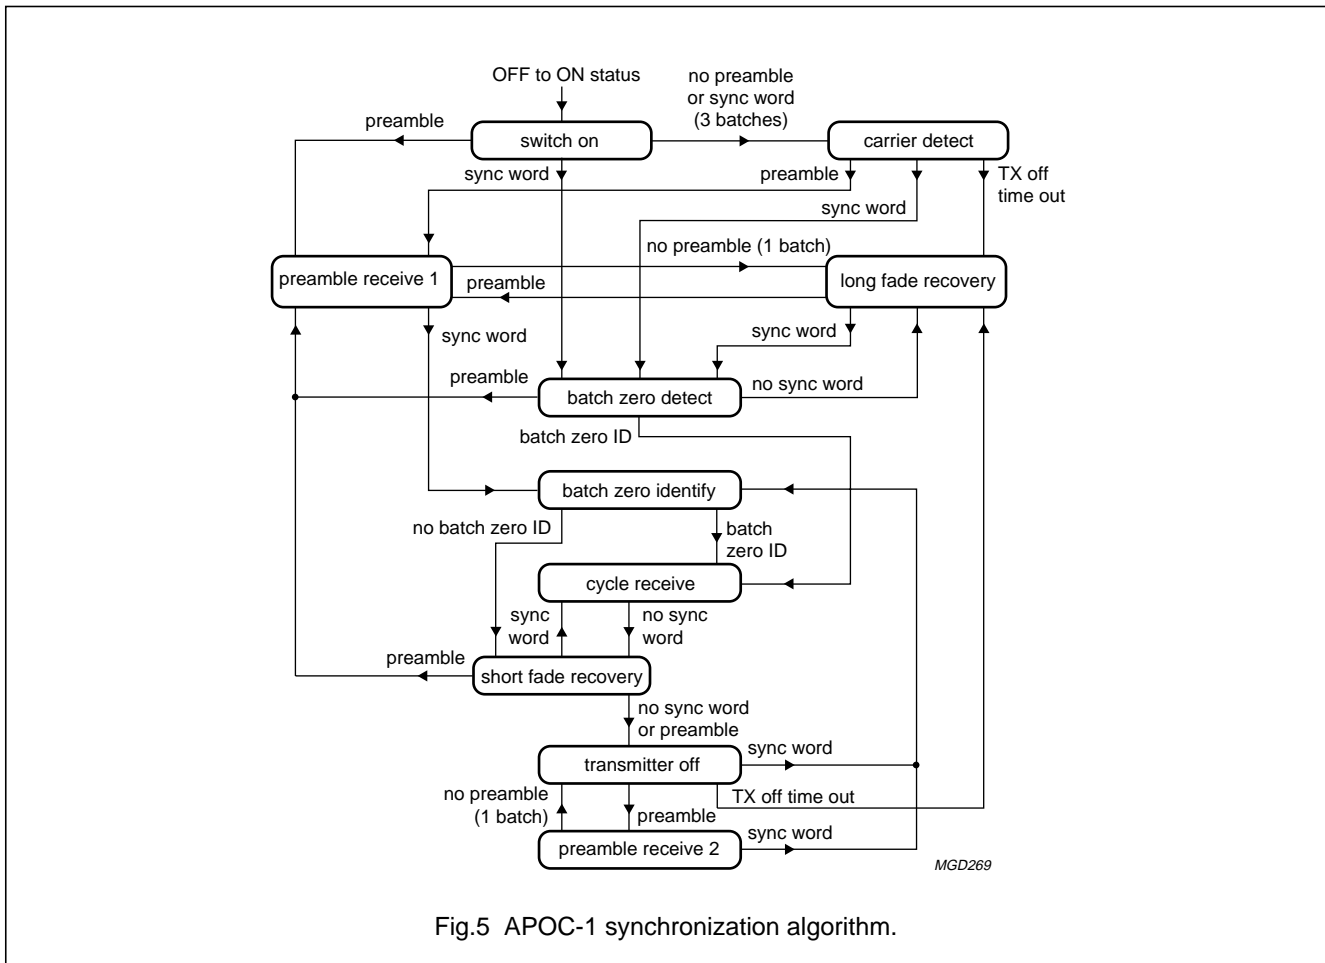 OFF to ON status
no preamble
or sync word
(3 batches)
preamble
switch on
carrier detect
sync word
preamble
TX off
time out
sync word
no preamble (1 batch)
preamble receive 1
preamble
long fade recovery
sync word
sync word
preamble
batch zero detect
no sync word
batch zero ID
batch zero identify
no batch zero ID
batch
zero ID
cycle receive
sync
word
no sync
word
preamble
short fade recovery
no sync word
or preamble
transmitter off
sync word
no preamble
(1 batch)
TX off time out
preamble
preamble receive 2
sync word
MGD269
Fig.5 APOC-1 synchronization algorithm.